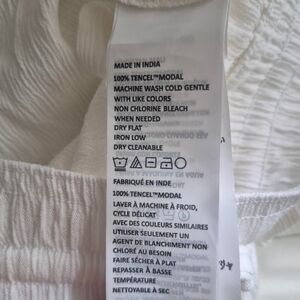 MADE IN INDIA
100% TENCEL™MODAL
MACHINE WASH COLD GENTLE
WITH LIKE COLORS
NON CHLORINE BLEACH
WHEN NEEDED
DRY FLAT
IRON LOW
DRY CLEANABLE
FABRIQUÉ EN INDE
100% TENCEL™MODAL
LAVER À MACHINE À FROID,
CYCLE DÉLICAT
AVEC DES COULEURS SIMILAIRES
UTILISER SEULEMENT UN
AGENT DE BLANCHIMENT NON
CHLORÉ AU BESOIN
FAIRE SÉCHER À PLAT
REPASSER À BASSE
TEMPÉRATURE
NETTOYABLE À SEC